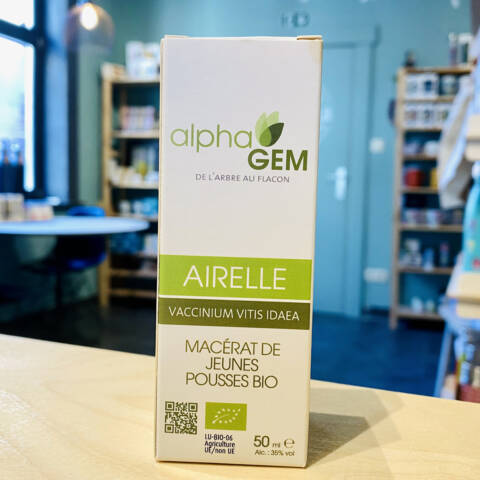 alpha
GEM
DE L'ARBRE AU FLACON
AIRELLE
VACCINIUM VITIS IDAEA
MACÉRAT DE
JEUNES
POUSSES BIO
LU-BIO-06
Agriculture
UE/non UE
50 ml e
Alc. : 35% vol